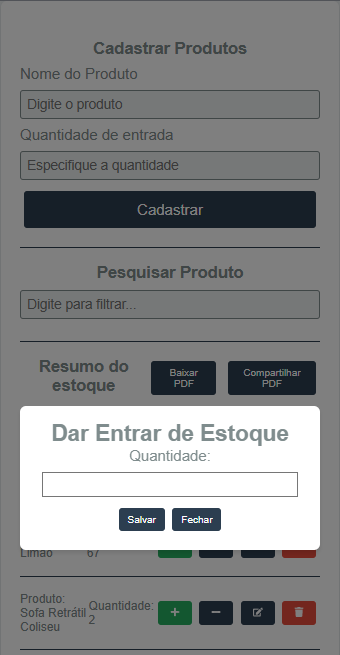 Cadastrar Produtos
Nome do Produto
Digite o produto
Quantidade de entrada
Especifique a quantidade
Cadastrar
Pesquisar Produto
Digite para filtrar...
Resumo do
estoque
Baixar
PDF
Compartilhar
PDF
Dar Entrar de Estoque
Quantidade:
Salvar
Fechar
Limão
67
Produto:
Sofa Retrátil
Coliseu
Quantidade:
2